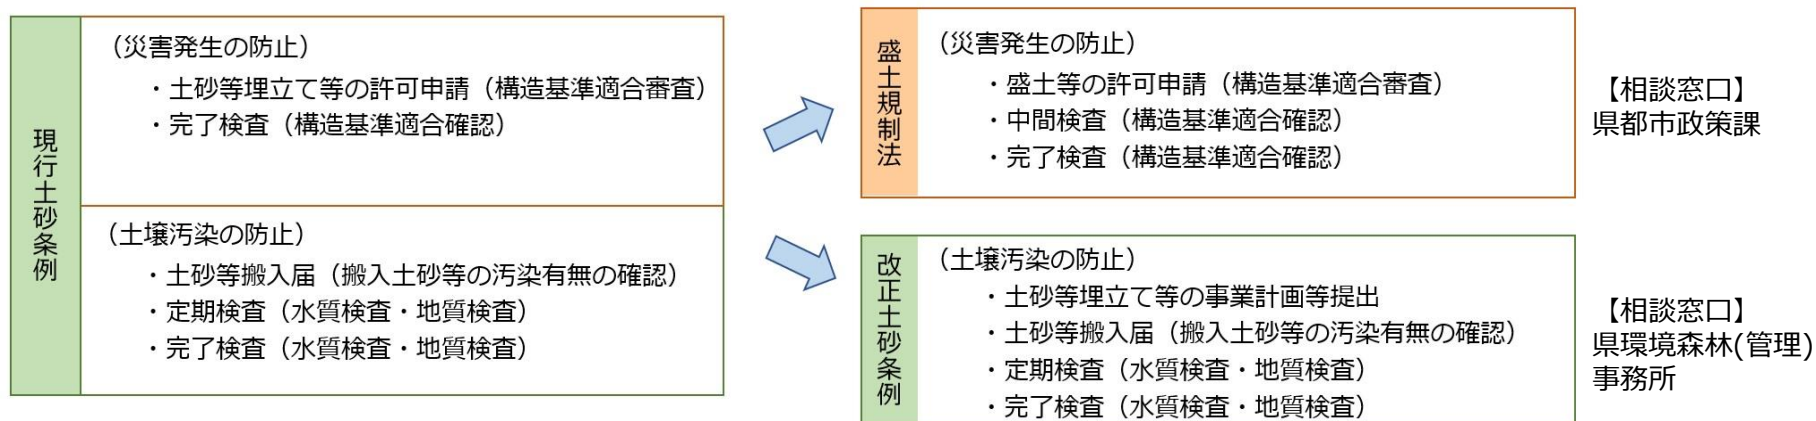 現行土砂条例
（災害発生の防止）
・土砂等埋立て等の許可申請（構造基準適合審査）
・完了検査（構造基準適合確認）
（土壌汚染の防止）
・土砂等搬入届（搬入土砂等の汚染有無の確認）
・定期検査（水質検査・地質検査）
・完了検査（水質検査・地質検査）
盛土規制法
（災害発生の防止）
・盛土等の許可申請（構造基準適合審査）
・中間検査（構造基準適合確認）
・完了検査（構造基準適合確認）
【相談窓口】
県都市政策課
改正土砂条例
（土壌汚染の防止）
・土砂等埋立て等の事業計画等提出
・土砂等搬入届（搬入土砂等の汚染有無の確認）
・定期検査（水質検査・地質検査）
・完了検査（水質検査・地質検査）
【相談窓口】
県環境森林(管理)
事務所